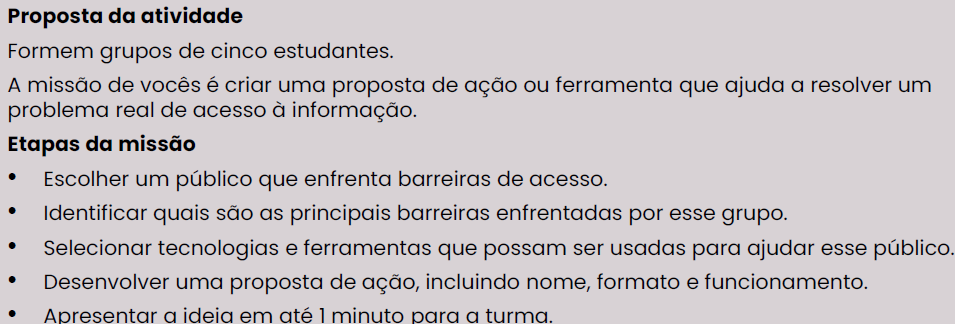 Proposta da atividade
Formem grupos de cinco estudantes.
A missão de vocês é criar uma proposta de ação ou ferramenta que ajuda a resolver um
problema real de acesso à informação.
Etapas da missão
• Escolher um público que enfrenta barreiras de acesso.
• Identificar quais são as principais barreiras enfrentadas por esse grupo.
• Selecionar tecnologias e ferramentas que possam ser usadas para ajudar esse público.
• Desenvolver uma proposta de ação, incluindo nome, formato e funcionamento.
• Apresentar a ideia em até 1 minuto para a turma.